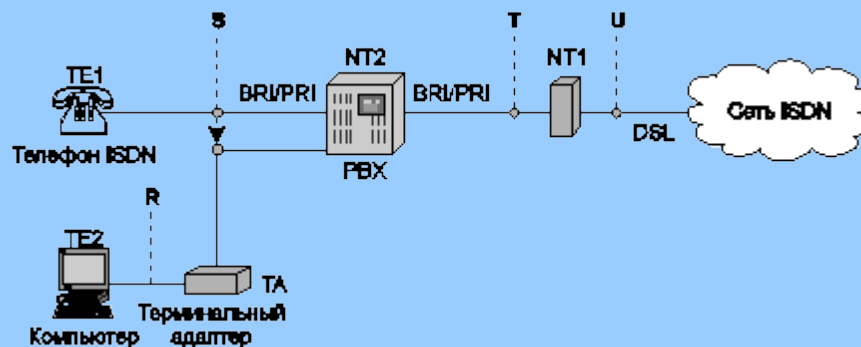 S
T
U
TE1
NT2
NT1
BRI/PRI
BRI/PRI
Сеть ISDN
DSL
Телефон ISDN
PBX
R
TE2
TA
Терминальный
адаптер
Компьютер